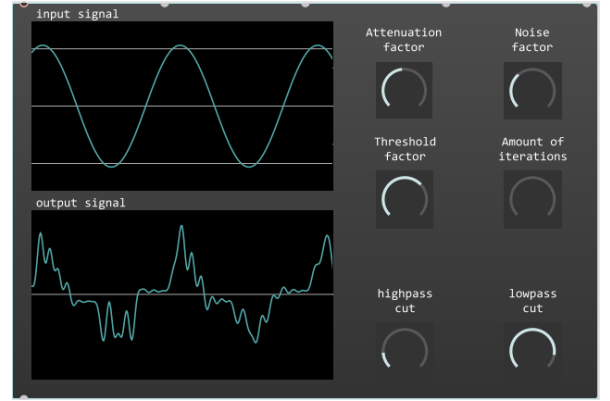 input signal
Attenuation
factor
Noise
factor
Threshold
factor
Amount of
iterations
output signal
highpass
cut
lowpass
cut